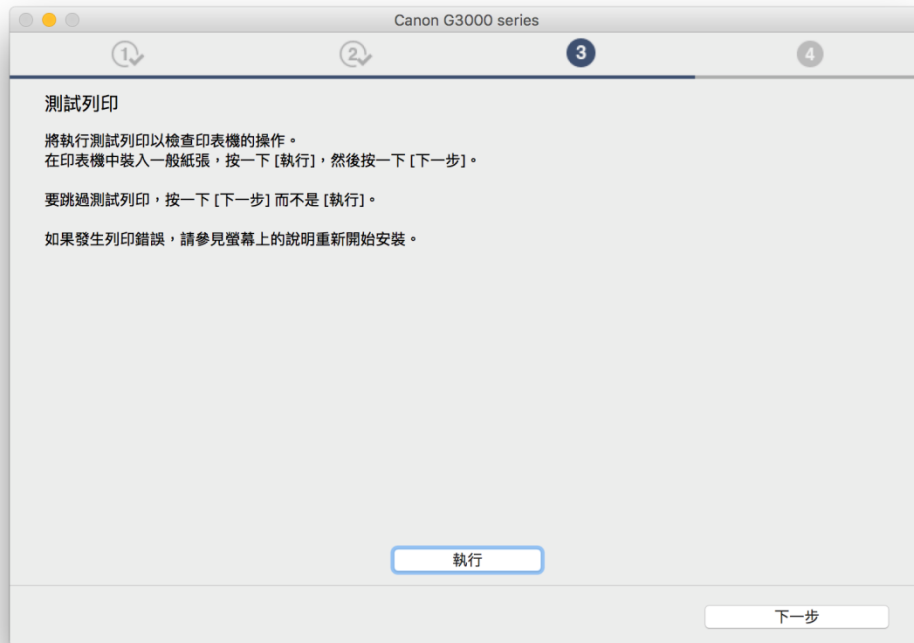 Canon G3000 series
1 2 3 4
測試列印
將執行測試列印以檢查印表機的操作。
在印表機中裝入一般紙張，按一下 [執行]，然後按一下 [下一步]。
要跳過測試列印，按一下 [下一步] 而不是 [執行]。
如果發生列印錯誤，請參見螢幕上的說明重新開始安裝。
執行
下一步